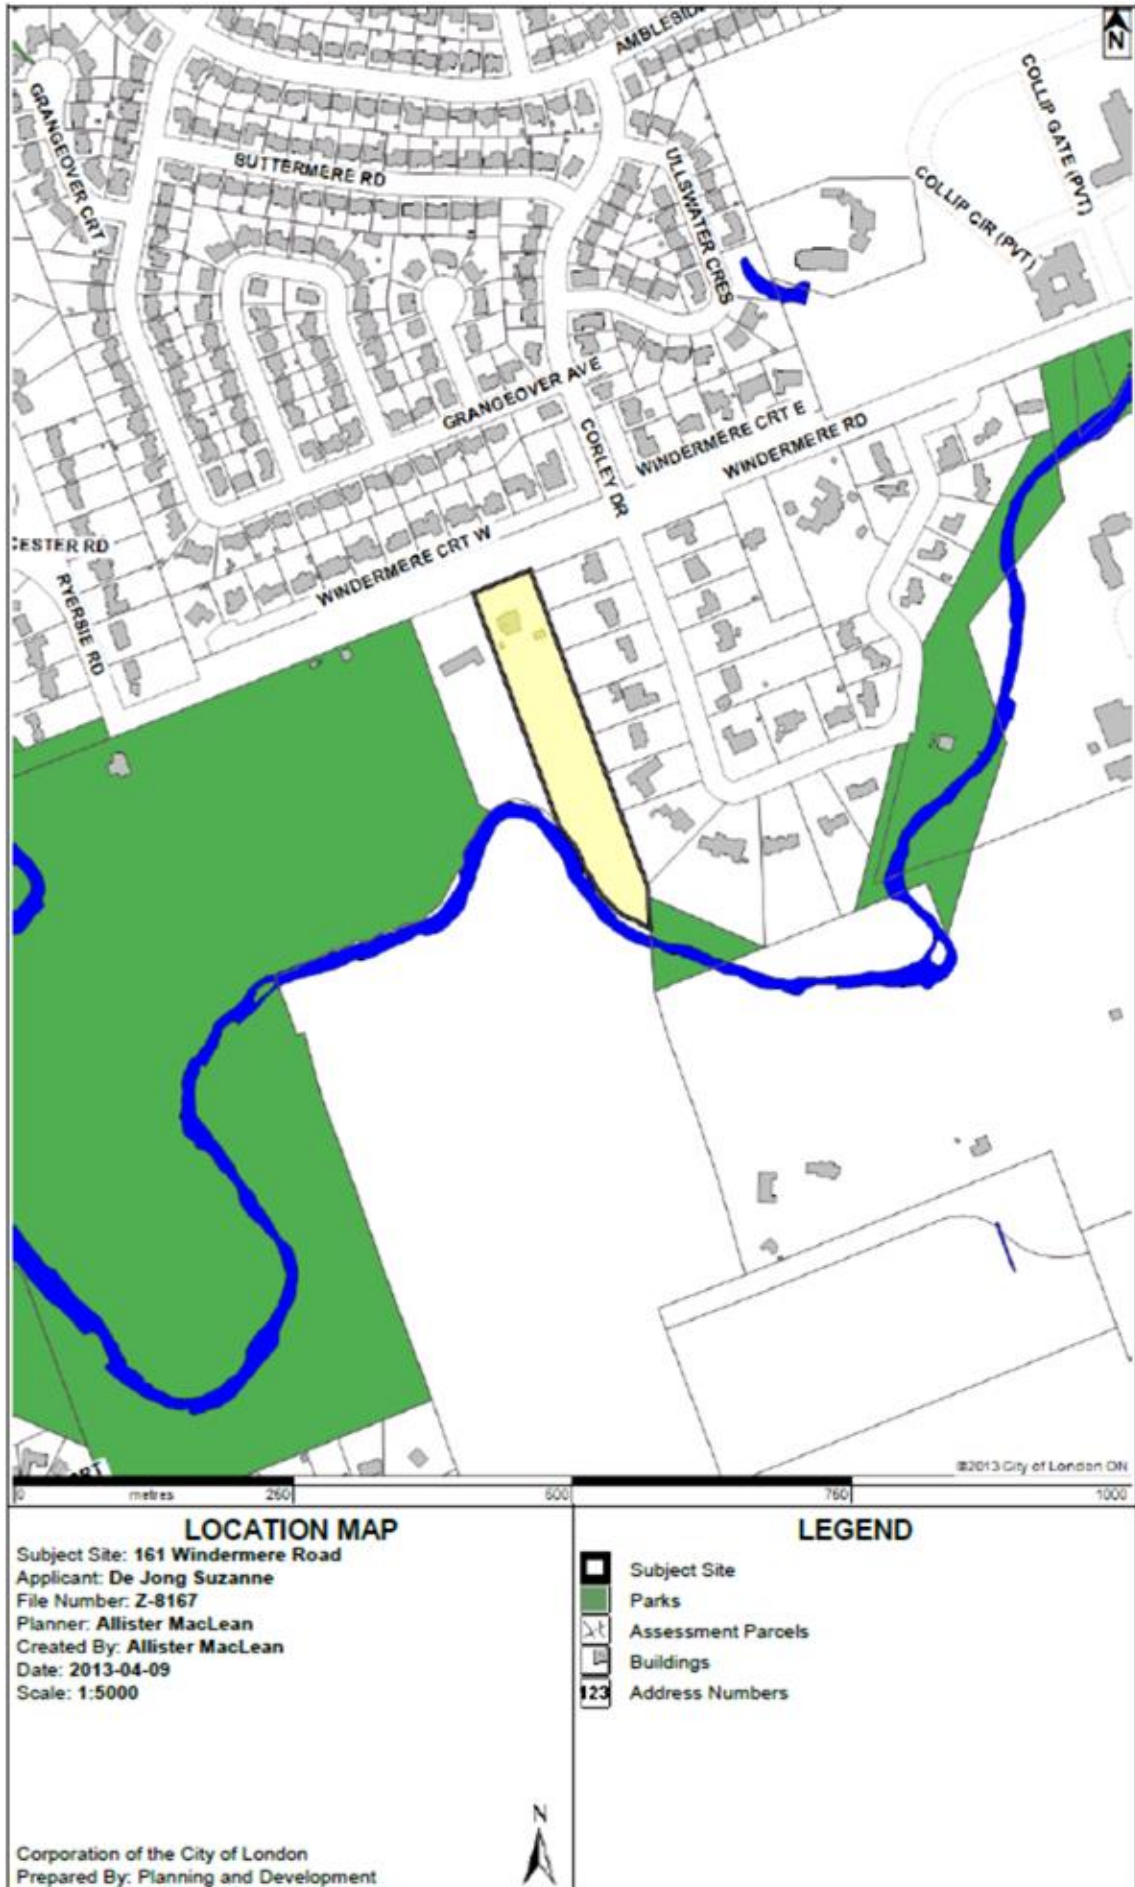 AMBLESIDE
N
GRANGEOVER CRT
COLLIP GATE (PVT)
BUTTERMERE RD
ULLSWATER CRES
COLLIP CIR (PVT)
GRANGEOVER AVE
CORLEY DR
WINDERMERE CRT E
WINDERMERE RD
CESTER RD
RYERSIE RD
WINDERMERE CRT W
©2013 City of London ON
0 metres 250 500 750 1000
LOCATION MAP
Subject Site: 161 Windermere Road
Applicant: De Jong Suzanne
File Number: Z-8167
Planner: Allister MacLean
Created By: Allister MacLean
Date: 2013-04-09
Scale: 1:5000
Corporation of the City of London
Prepared By: Planning and Development
N
LEGEND
Subject Site
Parks
Assessment Parcels
Buildings
123 Address Numbers